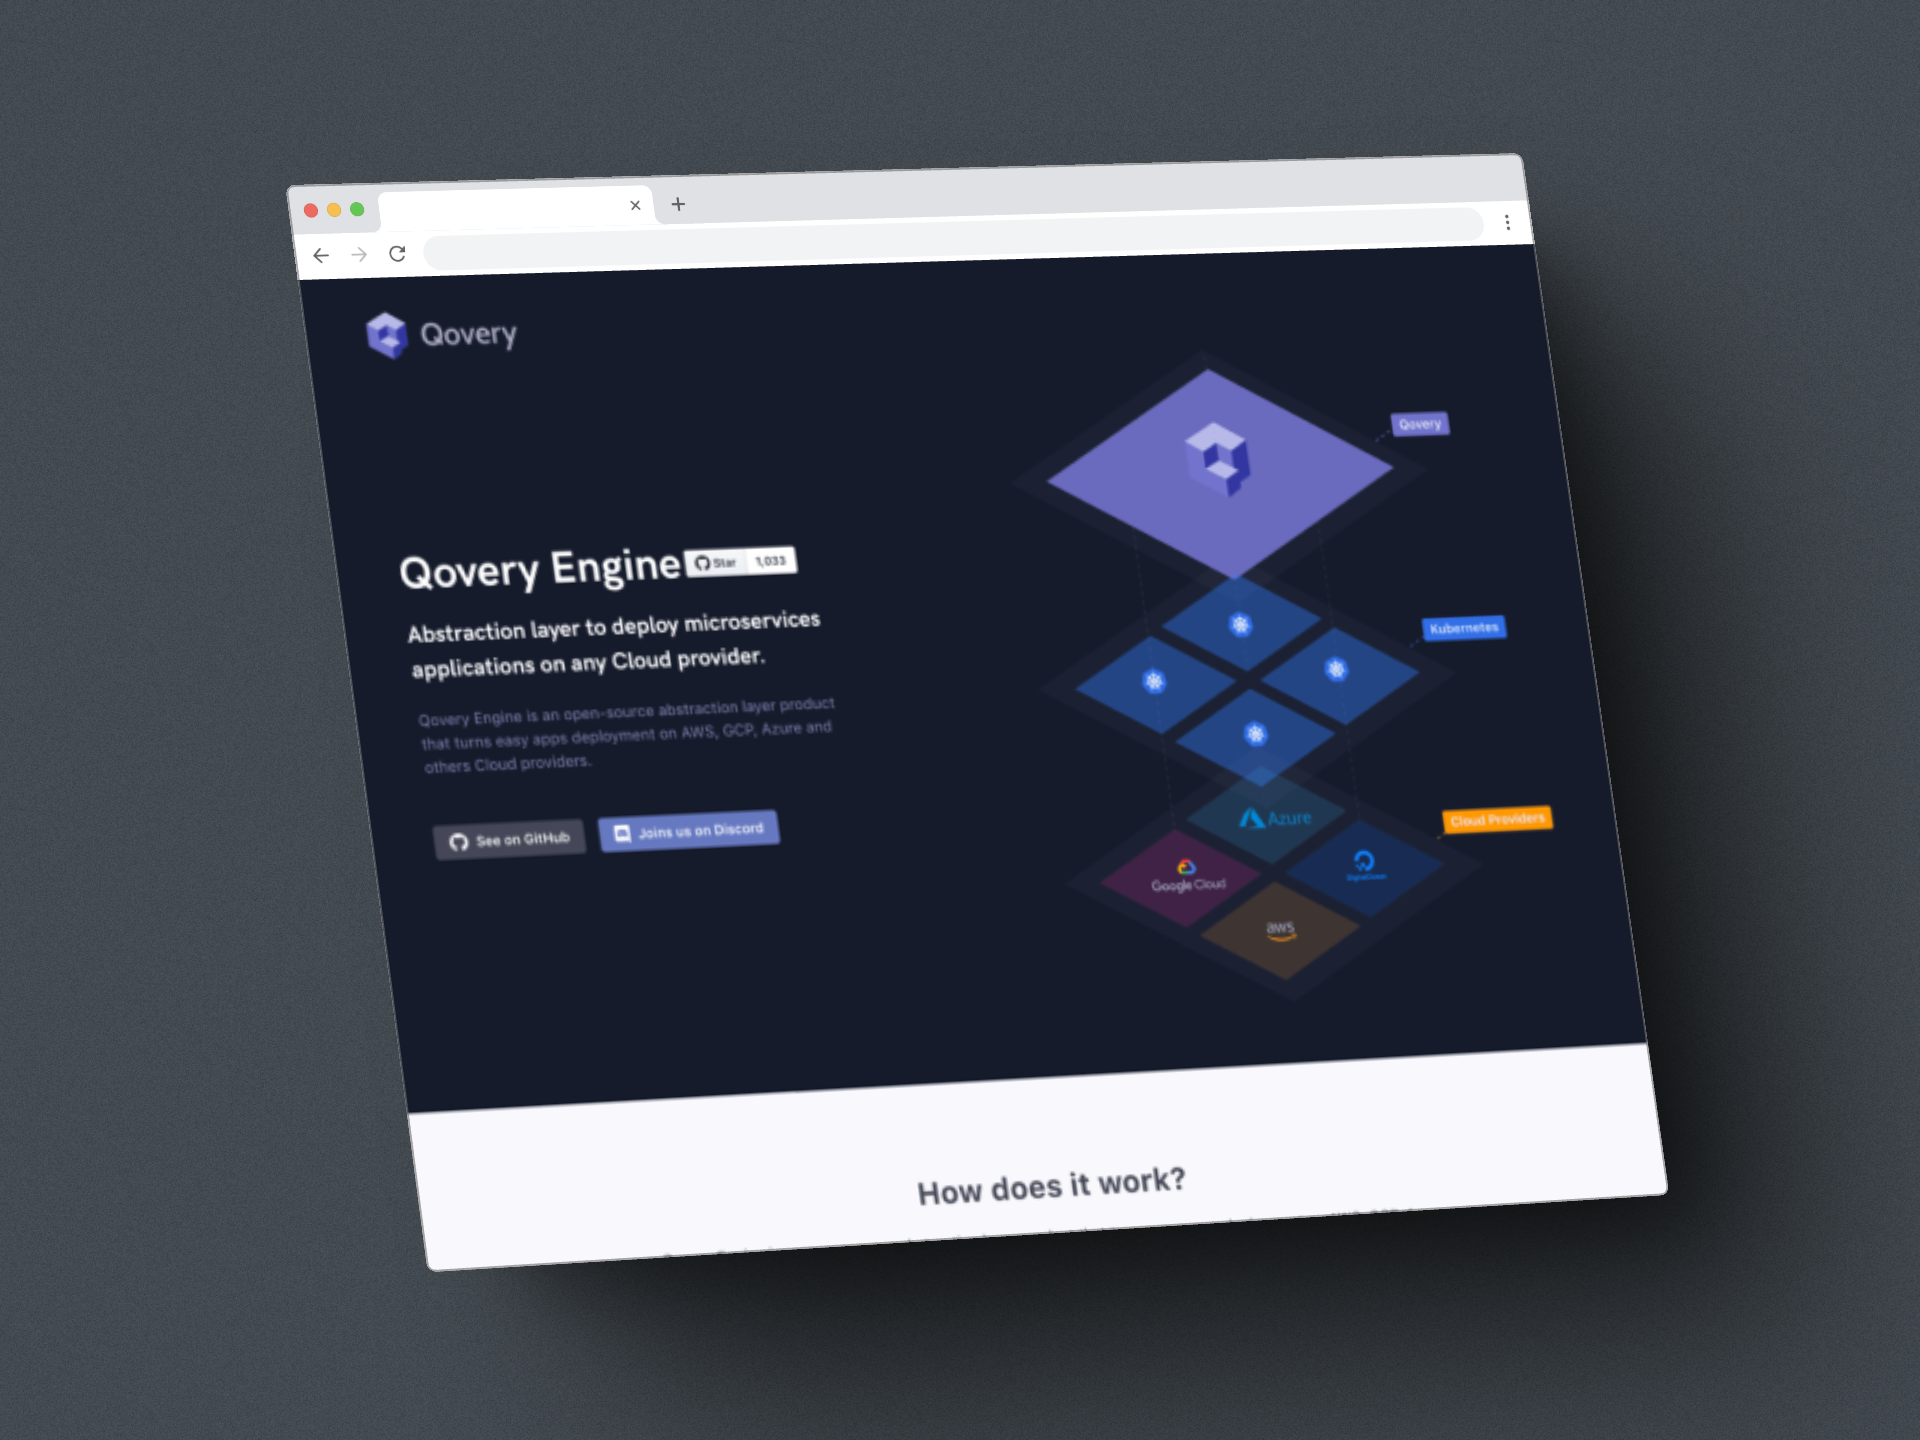 Qovery
Qovery Engine
Star 1,033
Abstraction layer to deploy microservices
applications on any Cloud provider.
Qovery Engine is an open-source abstraction layer product
that turns easy apps deployment on AWS, GCP, Azure and
others Cloud providers.
See on GitHub
Joins us on Discord
Qovery
Kubernetes
Cloud Providers
Azure
Google Cloud
DigitalOcean
aws
How does it work?